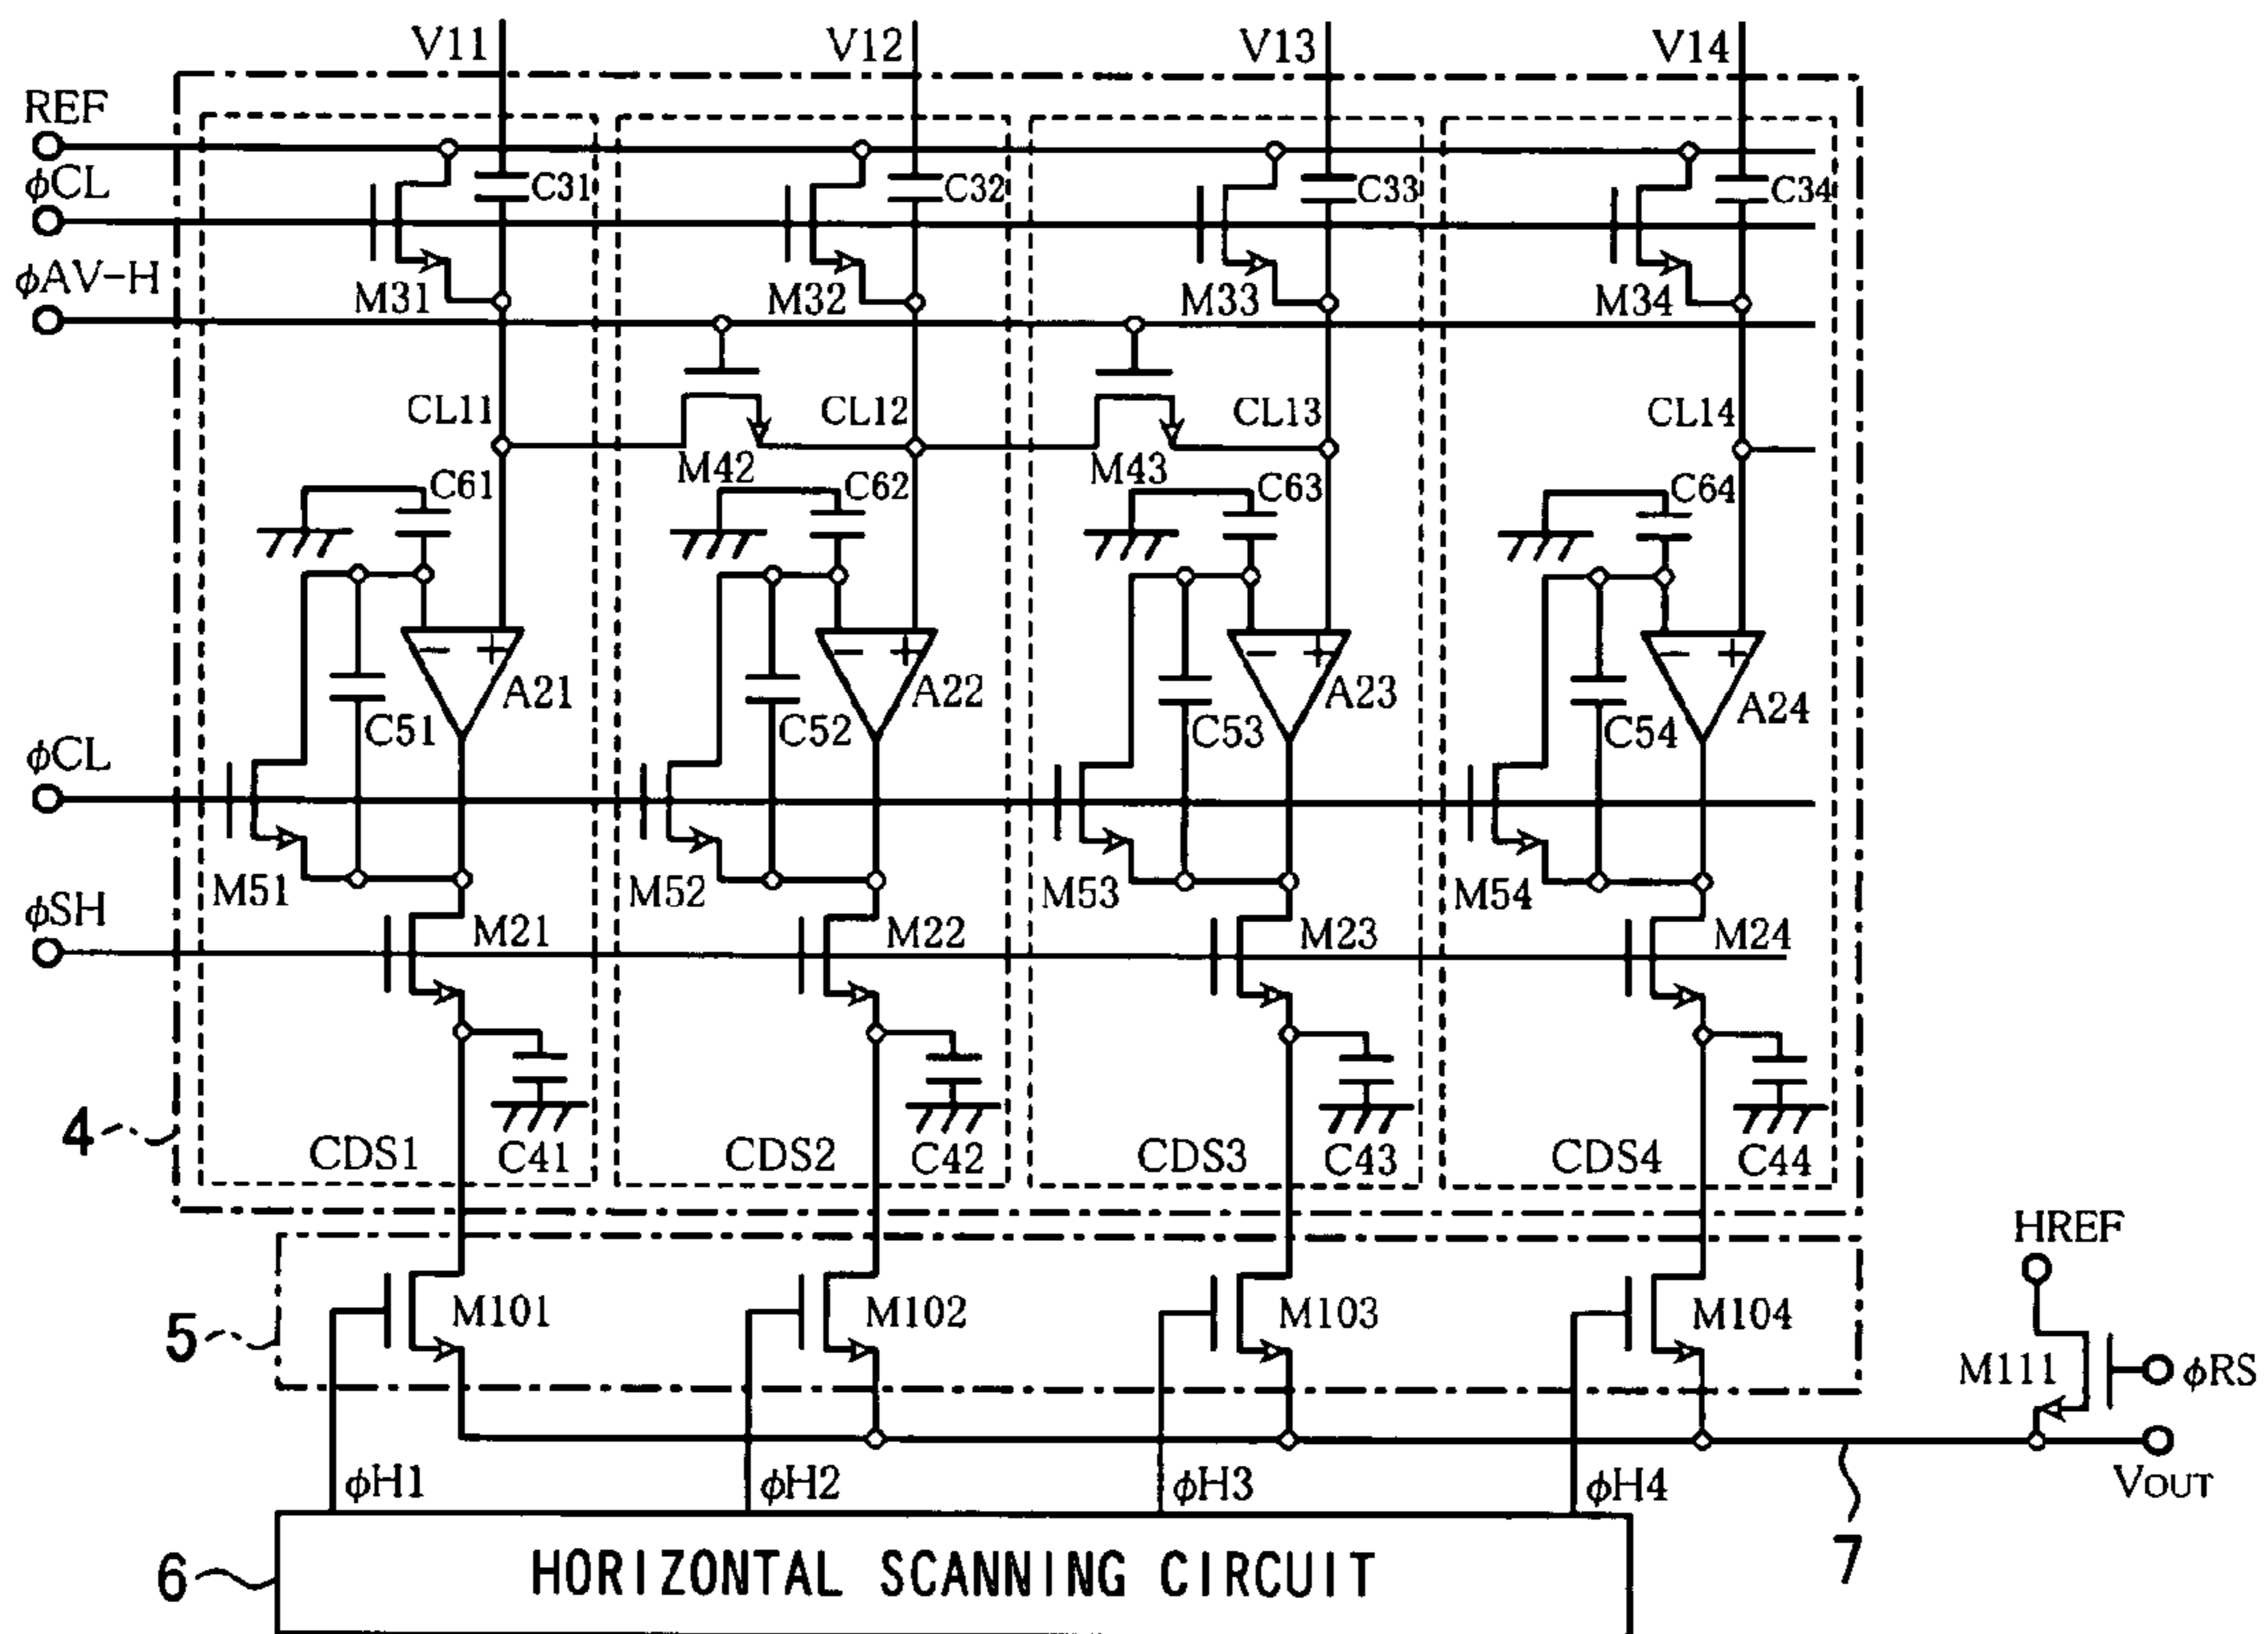 V11 V12 V13 V14
REF
C31 C32 C33 C34
ϕCL
ϕAV-H
M31 M32 M33 M34
CL11 CL12 CL13 CL14
M42 M43
C61 C62 C63 C64
− + − + − + − +
A21 A22 A23 A24
C51 C52 C53 C54
ϕCL
M51 M52 M53 M54
ϕSH
M21 M22 M23 M24
4
CDS1 C41 CDS2 C42 CDS3 C43 CDS4 C44
HREF
5
M101 M102 M103 M104
M111 ϕRS
ϕH1 ϕH2 ϕH3 ϕH4
VOUT
7
6
HORIZONTAL SCANNING CIRCUIT